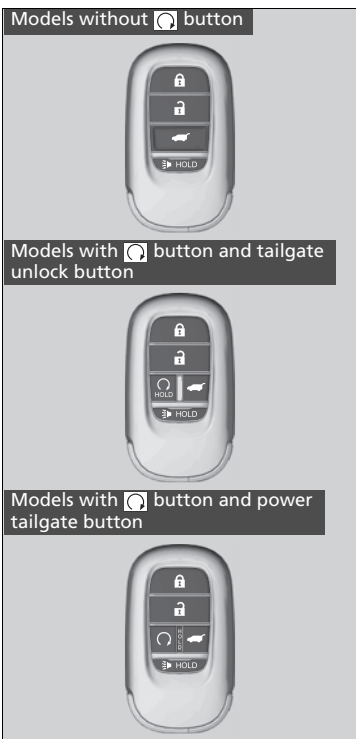 Models without button
HOLD
Models with button and tailgate
unlock button
HOLD
HOLD
Models with button and power
tailgate button
HOLD
HOLD